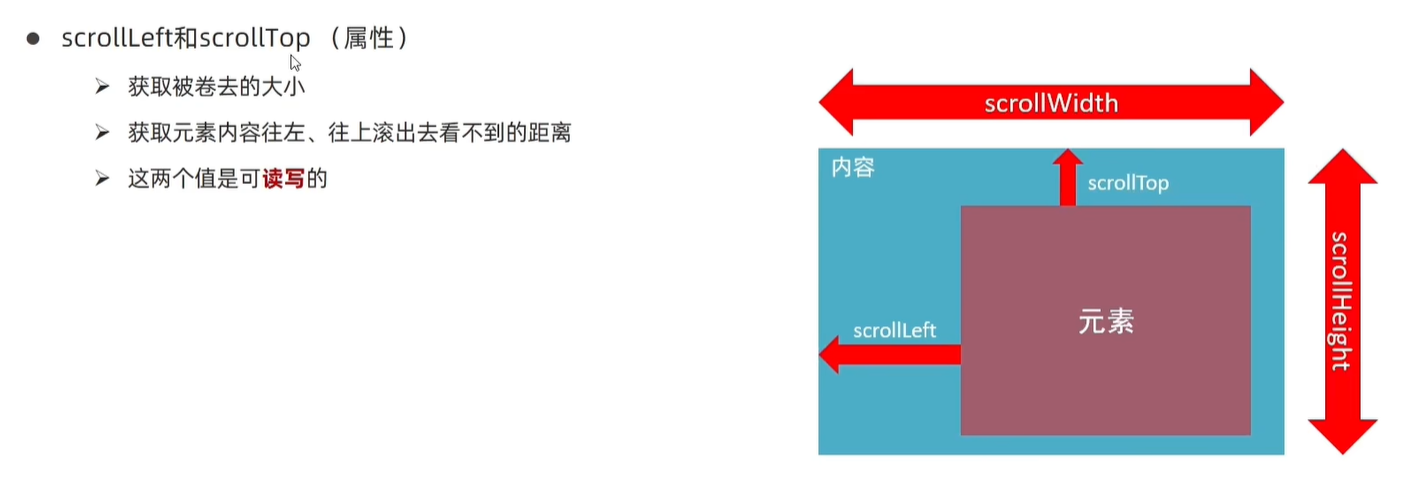 ● scrollLeft和scrollTop （属性）
➢ 获取被卷去的大小
➢ 获取元素内容往左、往上滚出去看不到的距离
➢ 这两个值是可读写的
scrollWidth
内容
scrollTop
scrollLeft
元素
scrollHeight